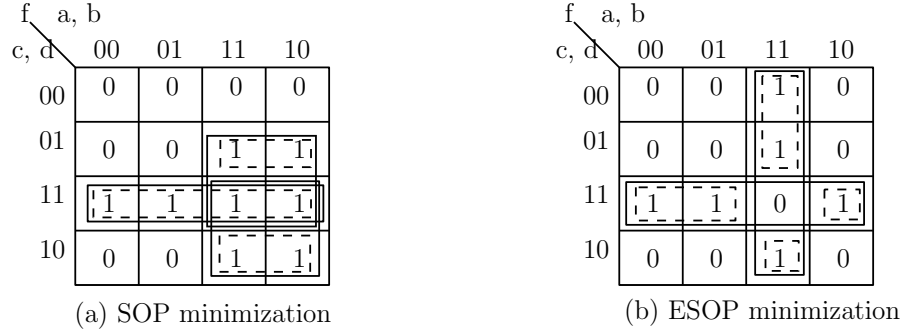 f a, b
c, d 00 01 11 10
00 0 0 0 0
01 0 0 1 1
11 1 1 1 1
10 0 0 1 1
(a) SOP minimization
f a, b
c, d 00 01 11 10
00 0 0 1 0
01 0 0 1 0
11 1 1 0 1
10 0 0 1 0
(b) ESOP minimization